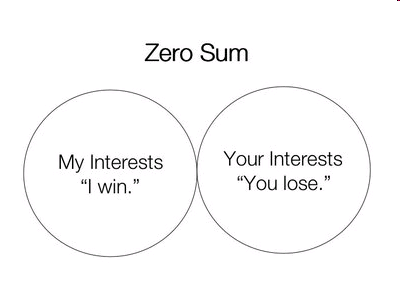 Zero Sum
My Interests
“I win.”
Your Interests
“You lose.”